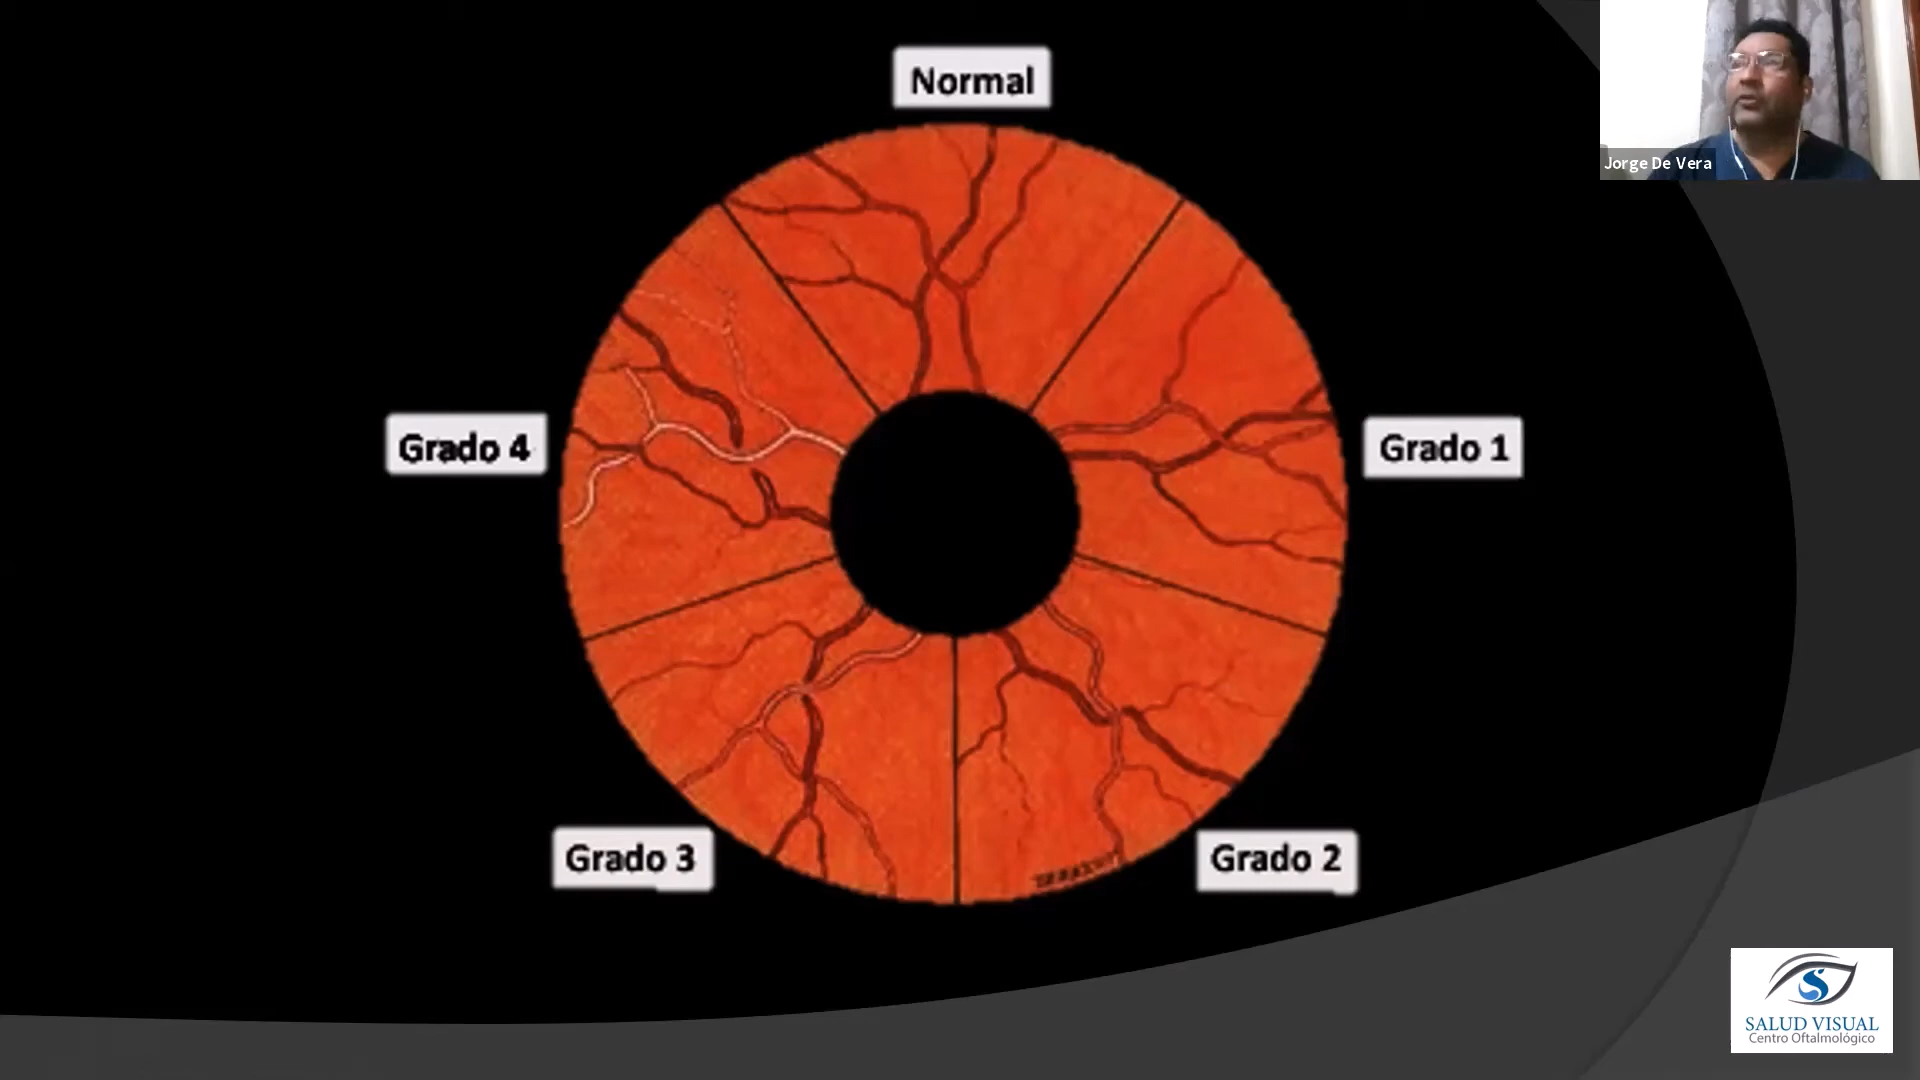 Normal
Jorge De Vera
Grado 4
Grado 1
Grado 3
Grado 2
SALUD VISUAL
Centro Oftalmológico